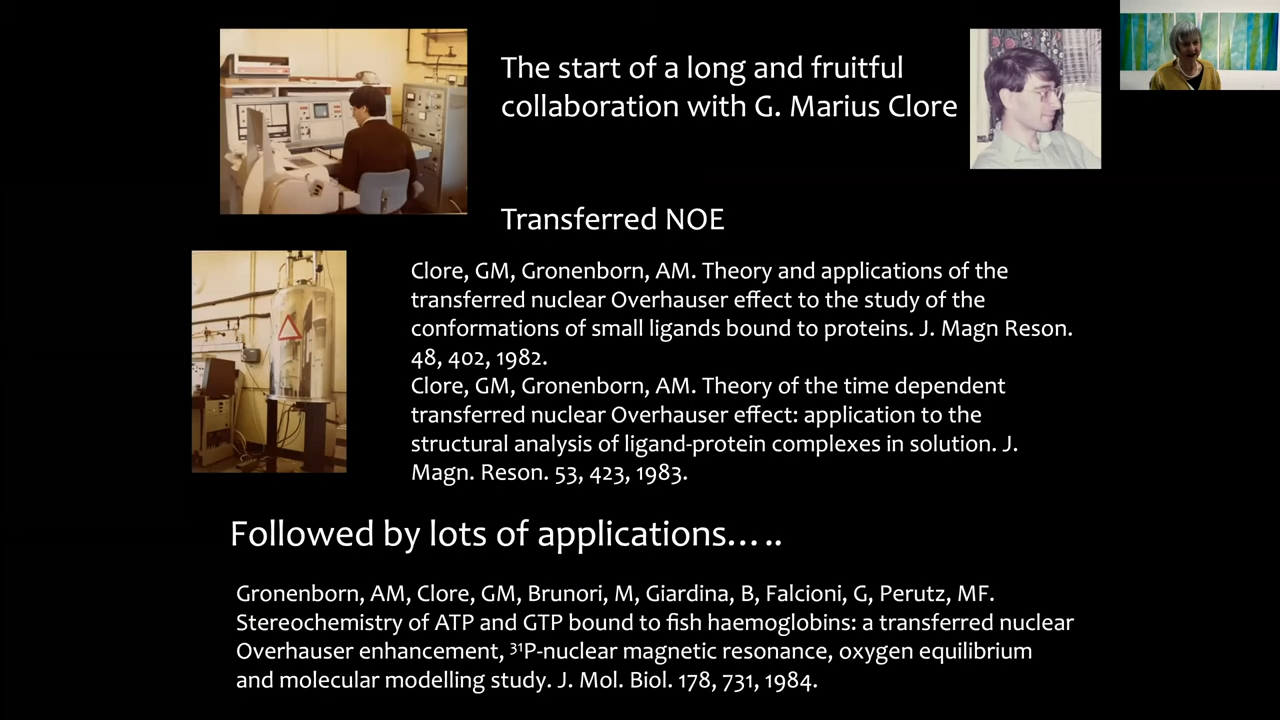 The start of a long and fruitful
collaboration with G. Marius Clore
Transferred NOE
Clore, GM, Gronenborn, AM. Theory and applications of the
transferred nuclear Overhauser effect to the study of the
conformations of small ligands bound to proteins. J. Magn Reson.
48, 402, 1982.
Clore, GM, Gronenborn, AM. Theory of the time dependent
transferred nuclear Overhauser effect: application to the
structural analysis of ligand-protein complexes in solution. J.
Magn. Reson. 53, 423, 1983.
Followed by lots of applications.....
Gronenborn, AM, Clore, GM, Brunori, M, Giardina, B, Falcioni, G, Perutz, MF.
Stereochemistry of ATP and GTP bound to fish haemoglobins: a transferred nuclear
Overhauser enhancement, ³¹P-nuclear magnetic resonance, oxygen equilibrium
and molecular modelling study. J. Mol. Biol. 178, 731, 1984.